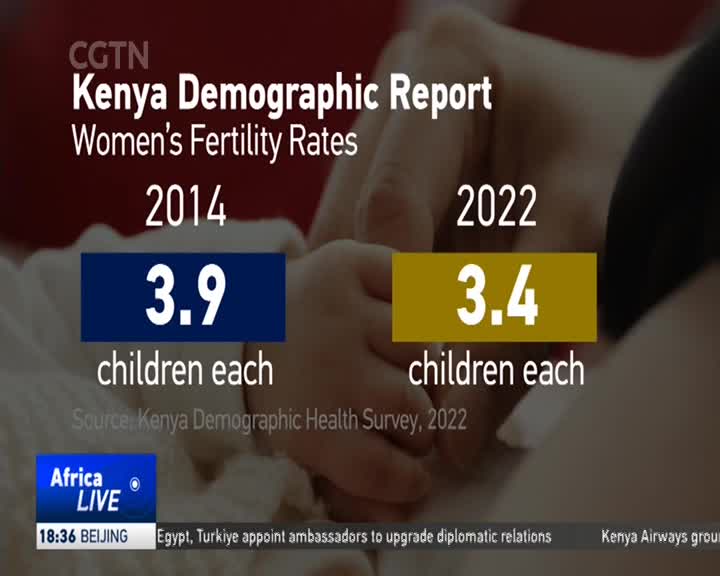 CGTN
Kenya Demographic Report
Women's Fertility Rates
2014
2022
3.9
3.4
children each
children each
Source: Kenya Demographic Health Survey, 2022
Africa
LIVE
18:36 BEIJING
Egypt, Turkiye appoint ambassadors to upgrade diplomatic relations
Kenya Airways grou